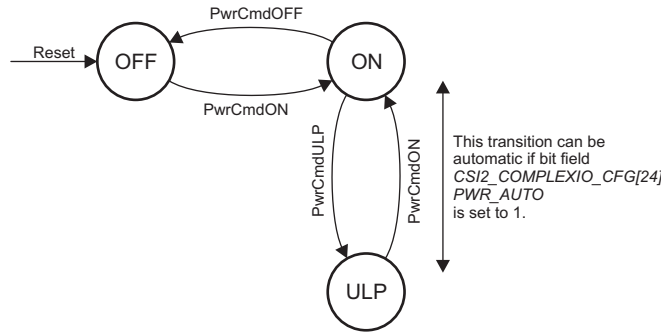 PwrCmdOFF
Reset
OFF
ON
PwrCmdON
PwrCmdULP
PwrCmdON
This transition can be
automatic if bit field
CSI2_COMPLEXIO_CFG[24]
PWR_AUTO
is set to 1.
ULP